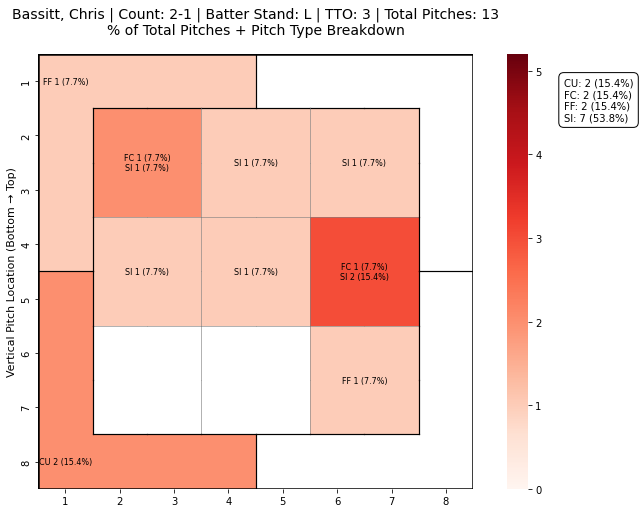 Bassitt, Chris | Count: 2-1 | Batter Stand: L | TTO: 3 | Total Pitches: 13
% of Total Pitches + Pitch Type Breakdown
FF 1 (7.7%)
FC 1 (7.7%)
SI 1 (7.7%)
SI 1 (7.7%)
SI 1 (7.7%)
SI 1 (7.7%)
SI 1 (7.7%)
FC 1 (7.7%)
SI 2 (15.4%)
FF 1 (7.7%)
CU 2 (15.4%)
Vertical Pitch Location (Bottom → Top)
1
2
3
4
5
6
7
8
1
2
3
4
5
6
7
8
5
4
3
2
1
0
CU: 2 (15.4%)
FC: 2 (15.4%)
FF: 2 (15.4%)
SI: 7 (53.8%)